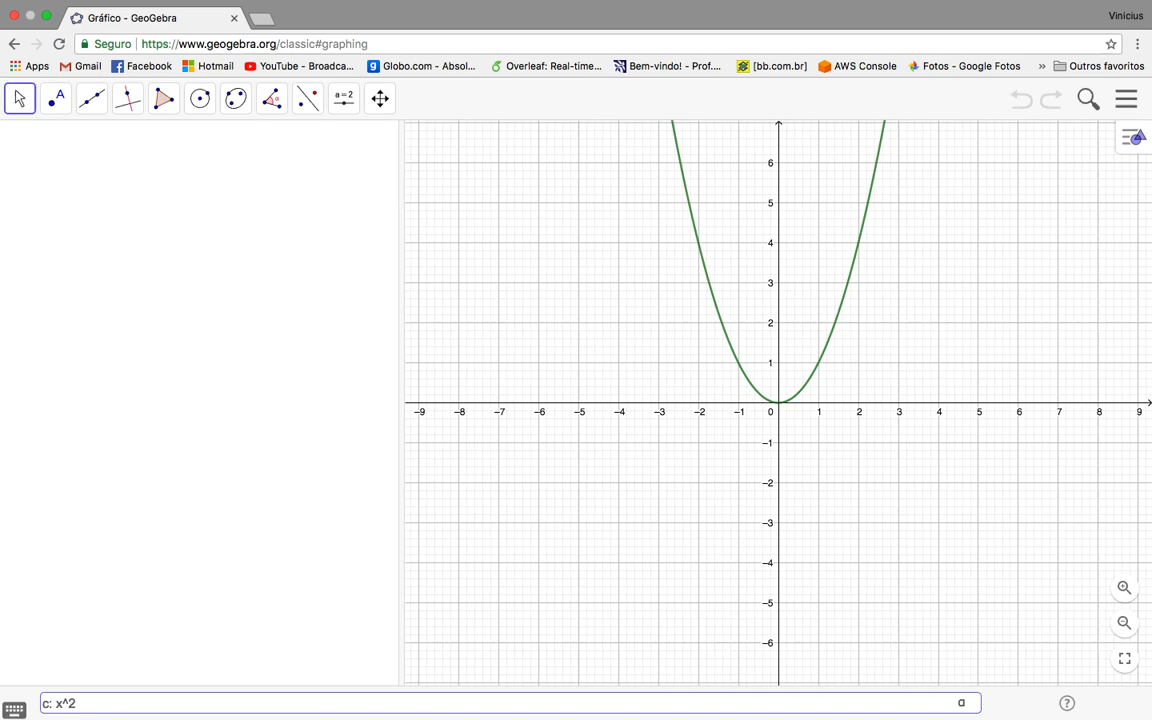 Gráfico - GeoGebra
Vinicius
Seguro https://www.geogebra.org/classic#graphing
Apps Gmail Facebook Hotmail YouTube - Broadca... Globo.com - Absol... Overleaf: Real-time... Bem-vindo! - Prof.... [bb.com.br] AWS Console Fotos - Google Fotos » Outros favoritos
A a=2
6
5
4
3
2
1
-9 -8 -7 -6 -5 -4 -3 -2 -1 0 1 2 3 4 5 6 7 8 9
-1
-2
-3
-4
-5
-6
c: x^2 α ?